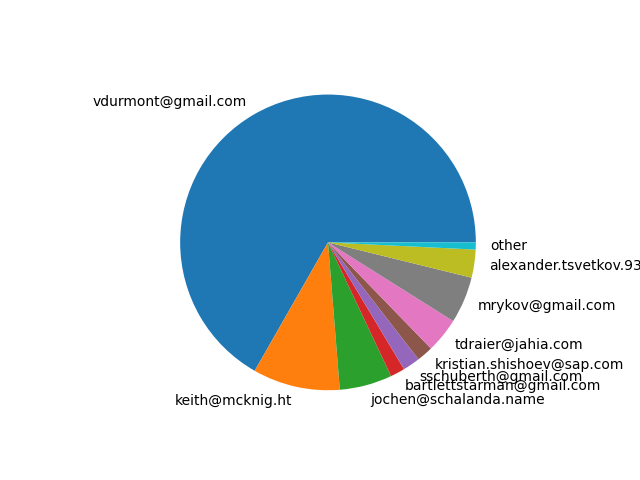 vdurmont@gmail.com
other
alexander.tsvetkov.93
mrykov@gmail.com
tdraier@jahia.com
kristian.shishoev@sap.com
sschuberth@gmail.com
bartlettstarman@gmail.com
jochen@schalanda.name
keith@mcknig.ht